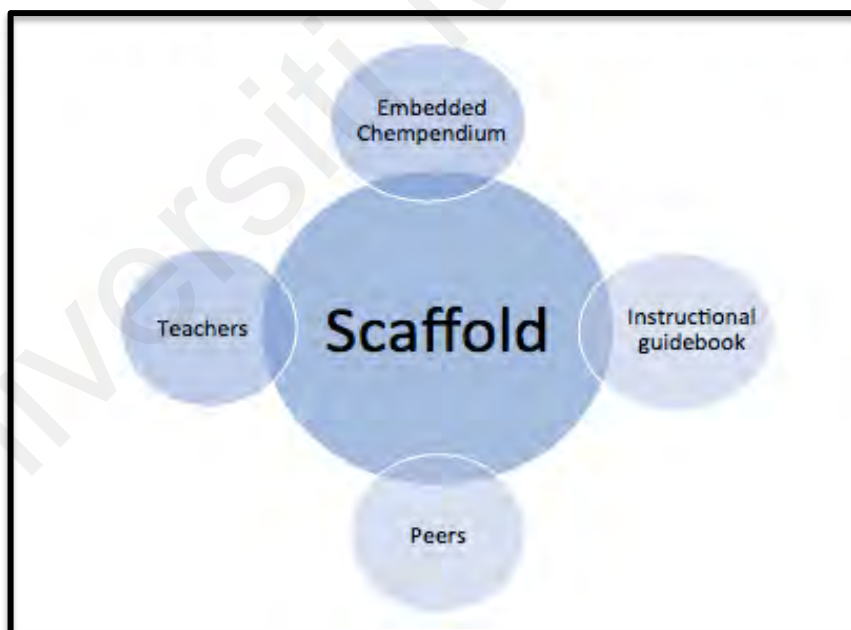 Embedded
Chempendium
Teachers
Scaffold
Instructional
guidebook
Peers